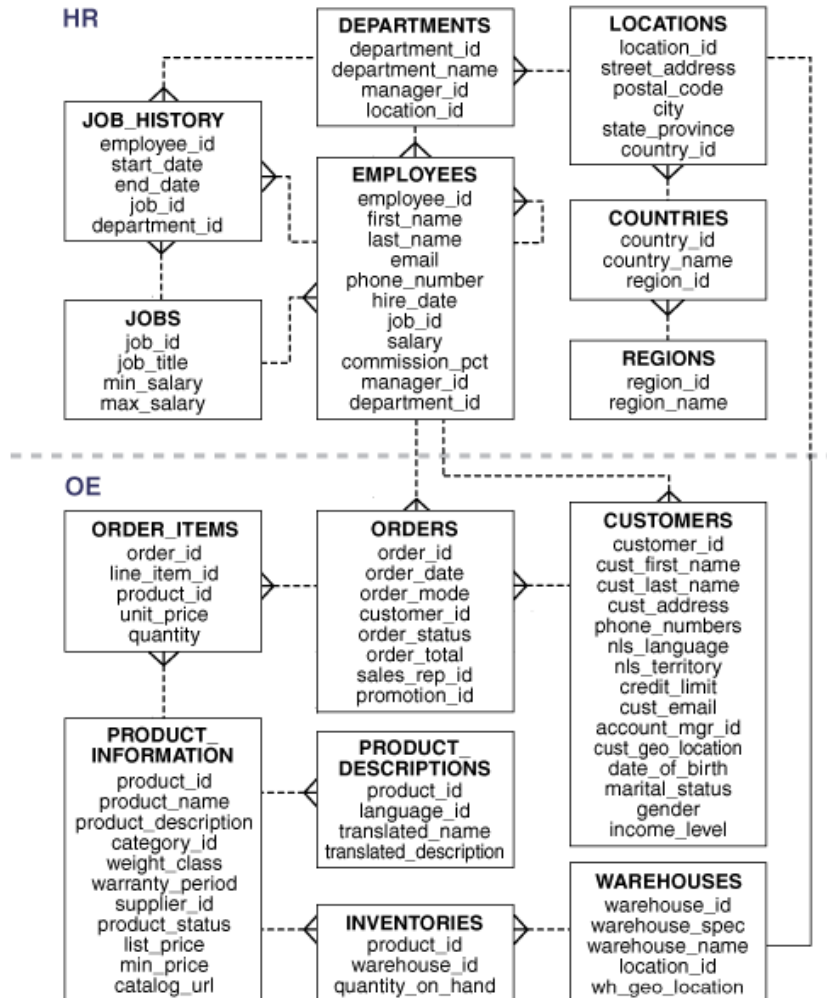 HR
DEPARTMENTS
department_id
department_name
manager_id
location_id
LOCATIONS
location_id
street_address
postal_code
city
state_province
country_id
JOB_HISTORY
employee_id
start_date
end_date
job_id
department_id
EMPLOYEES
employee_id
first_name
last_name
email
phone_number
hire_date
job_id
salary
commission_pct
manager_id
department_id
COUNTRIES
country_id
country_name
region_id
JOBS
job_id
job_title
min_salary
max_salary
REGIONS
region_id
region_name
OE
ORDER_ITEMS
order_id
line_item_id
product_id
unit_price
quantity
ORDERS
order_id
order_date
order_mode
customer_id
order_status
order_total
sales_rep_id
promotion_id
CUSTOMERS
customer_id
cust_first_name
cust_last_name
cust_address
phone_numbers
nls_language
nls_territory
credit_limit
cust_email
account_mgr_id
cust_geo_location
date_of_birth
marital_status
gender
income_level
PRODUCT_
INFORMATION
product_id
product_name
product_description
category_id
weight_class
warranty_period
supplier_id
product_status
list_price
min_price
catalog_url
PRODUCT_
DESCRIPTIONS
product_id
language_id
translated_name
translated_description
INVENTORIES
product_id
warehouse_id
quantity_on_hand
WAREHOUSES
warehouse_id
warehouse_spec
warehouse_name
location_id
wh_geo_location